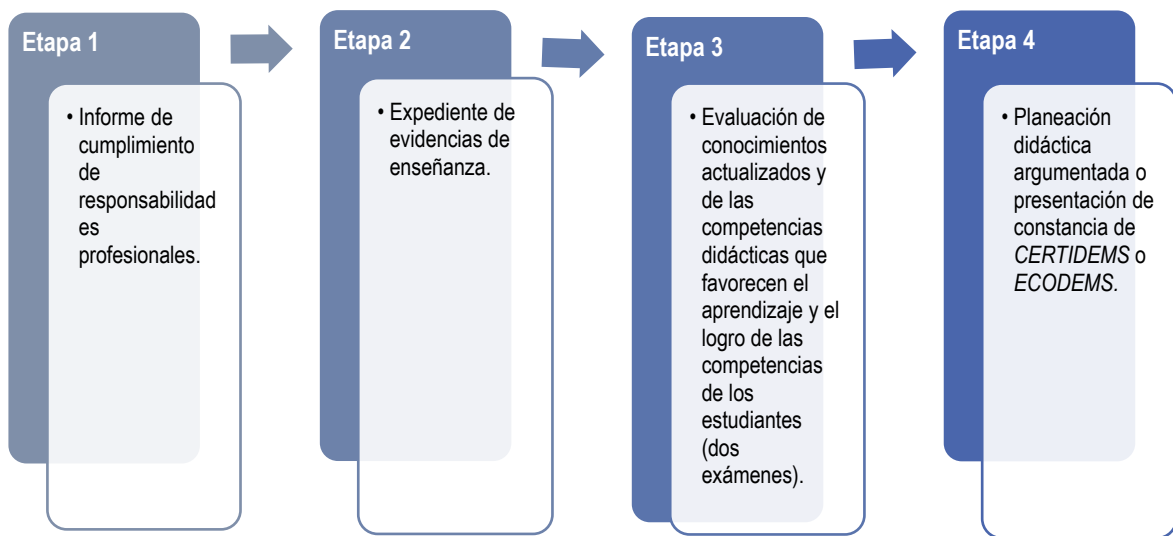 Etapa 1
• Informe de
cumplimiento
de
responsabilidad
es
profesionales.
Etapa 2
• Expediente de
evidencias de
enseñanza.
Etapa 3
• Evaluación de
conocimientos
actualizados y
de las
competencias
didácticas que
favorecen el
aprendizaje y el
logro de las
competencias
de los
estudiantes
(dos
exámenes).
Etapa 4
• Planeación
didáctica
argumentada o
presentación de
constancia de
CERTIDEMS o
ECODEMS.